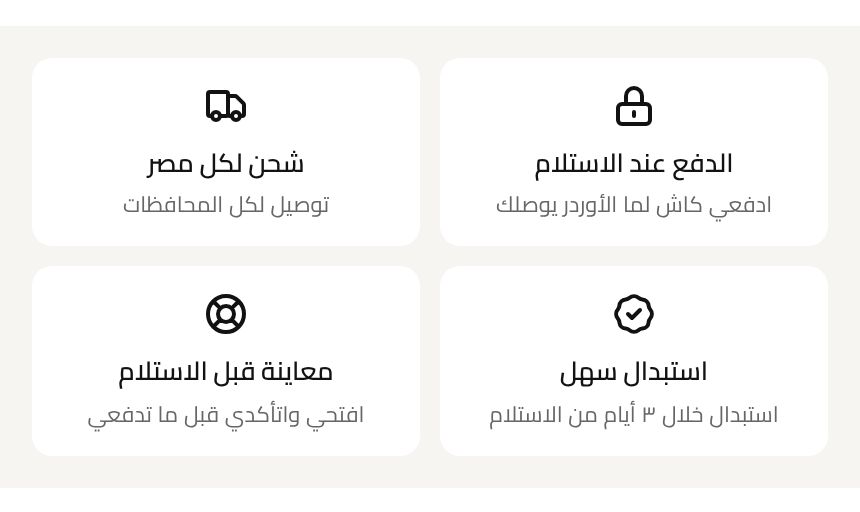 الدفع عند الاستلام
ادفعي كاش لما الأوردر يوصلك
شحن لكل مصر
توصيل لكل المحافظات
استبدال سهل
استبدال خلال ٣ أيام من الاستلام
معاينة قبل الاستلام
افتحي واتأكدي قبل ما تدفعي